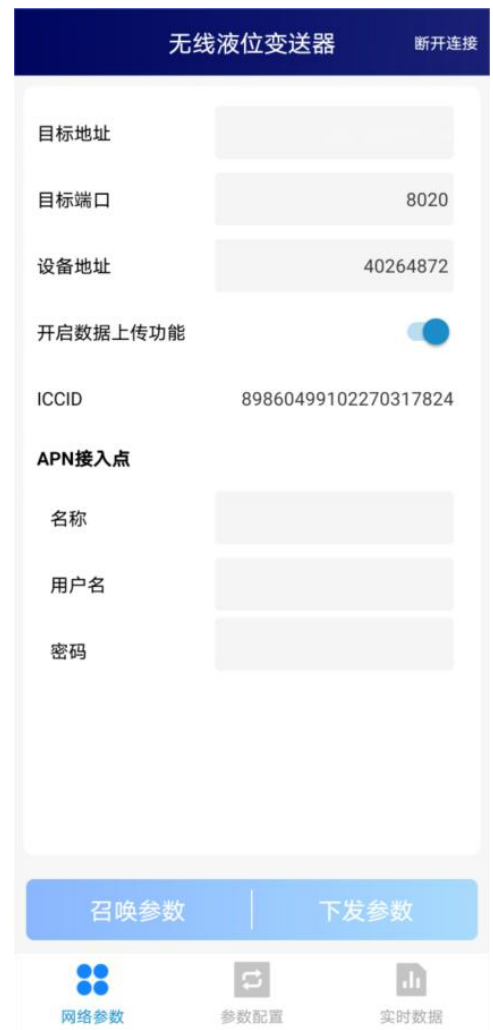 无线液位变送器 断开连接
目标地址
目标端口 8020
设备地址 40264872
开启数据上传功能
ICCID 89860499102270317824
APN接入点
名称
用户名
密码
召唤参数 下发参数
网络参数 参数配置 实时数据